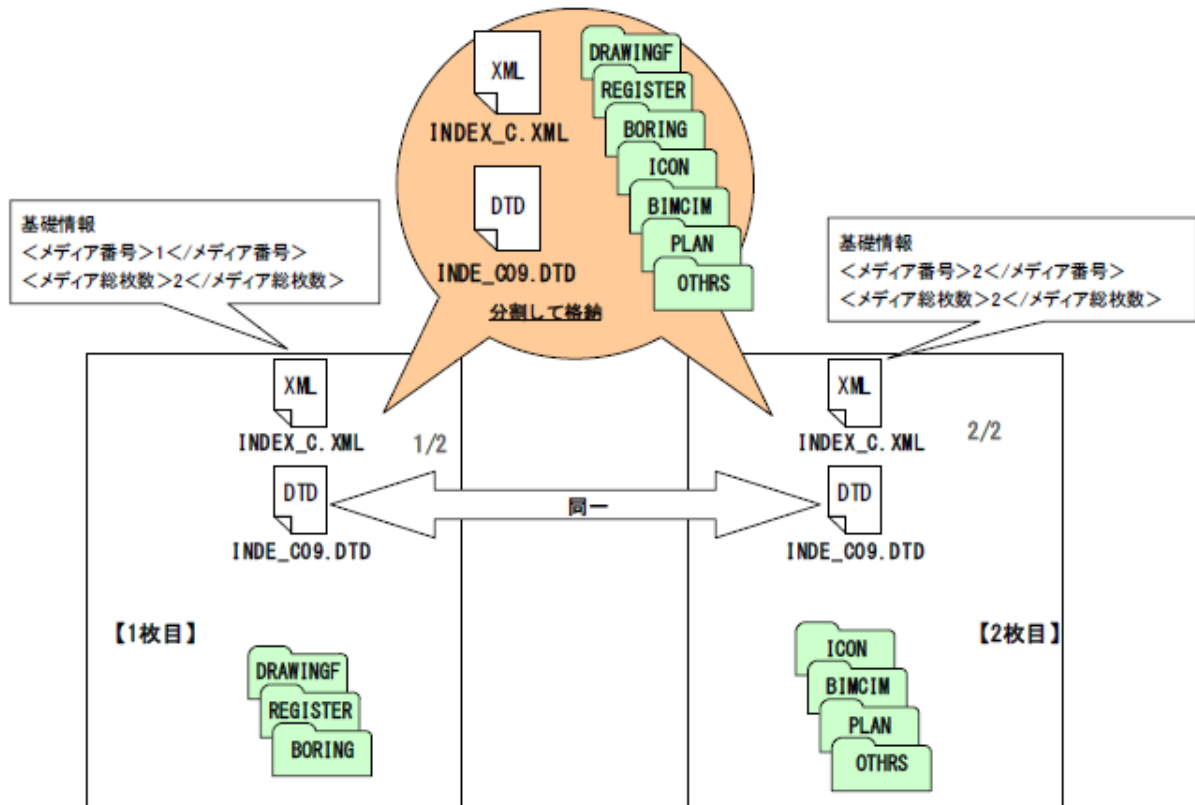 XML
INDEX_C.XML
DTD
INDE_C09.DTD
分割して格納
DRAWINGF
REGISTER
BORING
ICON
BIMCIM
PLAN
OTHRS
基礎情報
<メディア番号>1</メディア番号>
<メディア総枚数>2</メディア総枚数>
基礎情報
<メディア番号>2</メディア番号>
<メディア総枚数>2</メディア総枚数>
XML
INDEX_C.XML
1/2
DTD
INDE_C09.DTD
同一
XML
INDEX_C.XML
2/2
DTD
INDE_C09.DTD
【1枚目】
DRAWINGF
REGISTER
BORING
【2枚目】
ICON
BIMCIM
PLAN
OTHRS